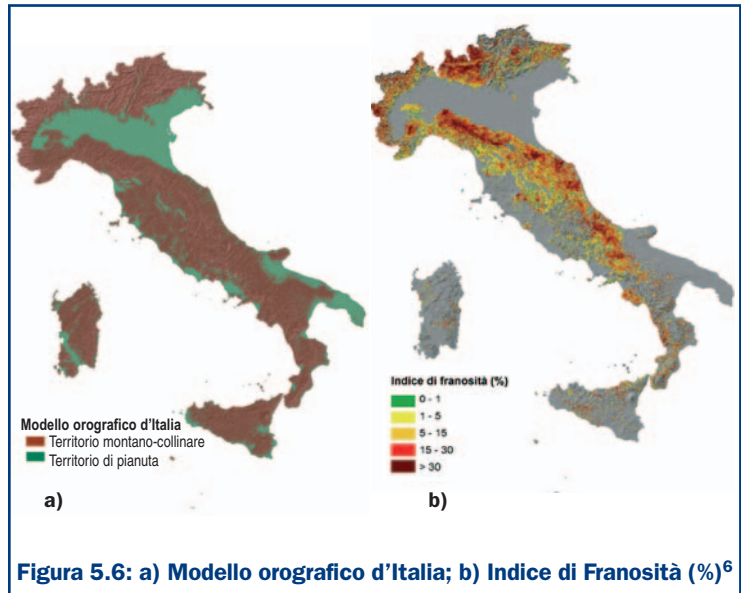 Modello orografico d'Italia
Territorio montano-collinare
Territorio di pianuta
a)
Indice di franosità (%)
0 - 1
1 - 5
5 - 15
15 - 30
> 30
b)
Figura 5.6: a) Modello orografico d'Italia; b) Indice di Franosità (%)6